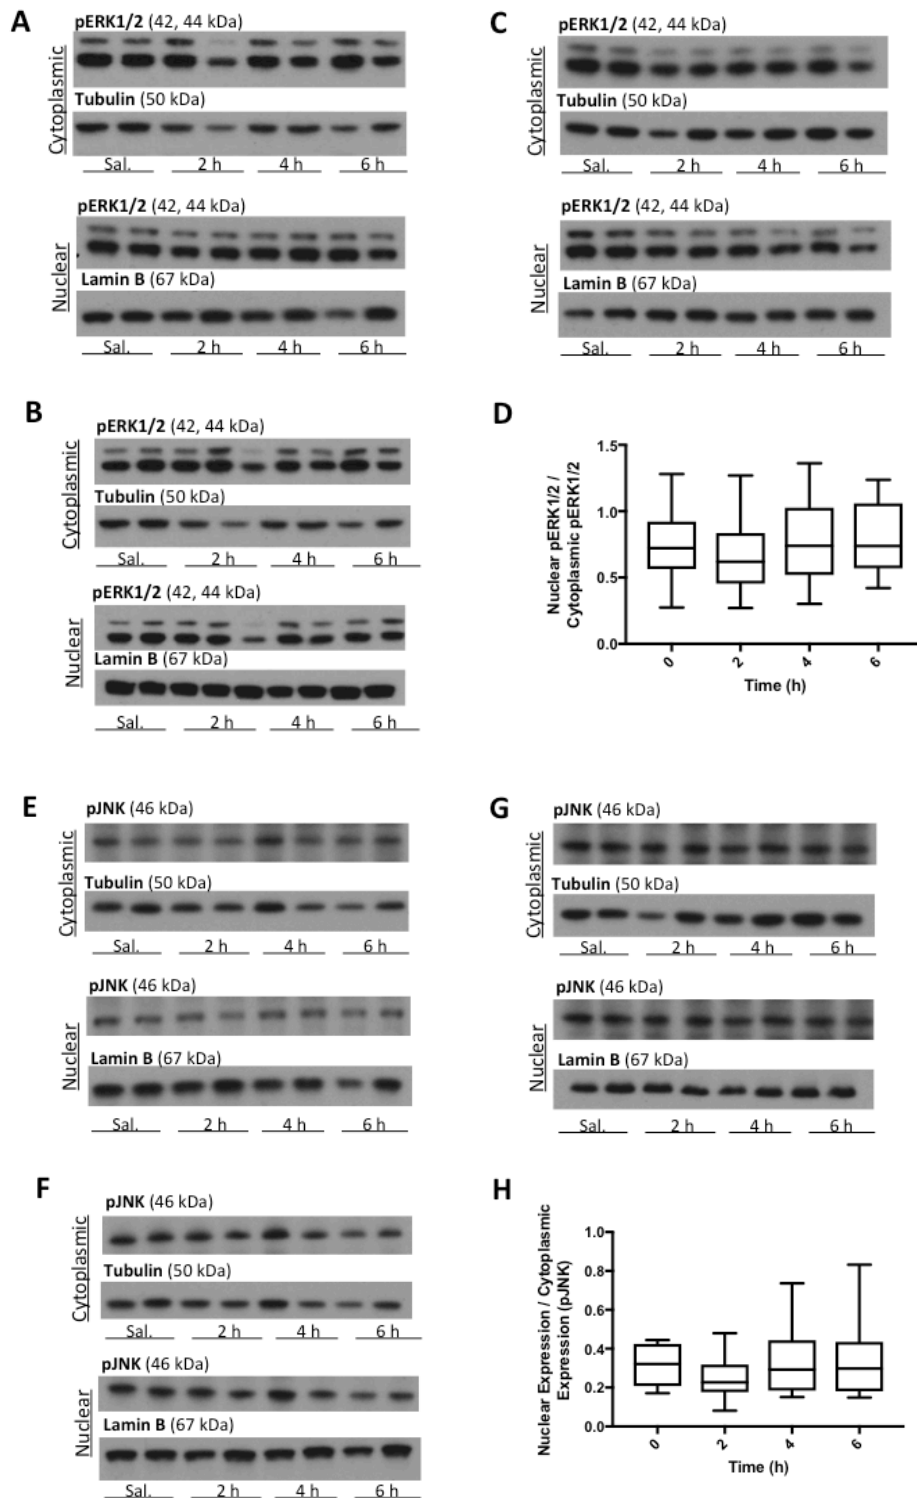 A
pERK1/2 (42, 44 kDa)
Cytoplasmic
Tubulin (50 kDa)
Sal. 2 h 4 h 6 h
pERK1/2 (42, 44 kDa)
Nuclear
Lamin B (67 kDa)
Sal. 2 h 4 h 6 h
C
pERK1/2 (42, 44 kDa)
Cytoplasmic
Tubulin (50 kDa)
Sal. 2 h 4 h 6 h
pERK1/2 (42, 44 kDa)
Nuclear
Lamin B (67 kDa)
Sal. 2 h 4 h 6 h
B
pERK1/2 (42, 44 kDa)
Cytoplasmic
Tubulin (50 kDa)
Sal. 2 h 4 h 6 h
pERK1/2 (42, 44 kDa)
Nuclear
Lamin B (67 kDa)
Sal. 2 h 4 h 6 h
D
Nuclear pERK1/2 /
Cytoplasmic pERK1/2
1.5
1.0
0.5
0.0
0 2 4 6
Time (h)
E
pJNK (46 kDa)
Cytoplasmic
Tubulin (50 kDa)
Sal. 2 h 4 h 6 h
pJNK (46 kDa)
Nuclear
Lamin B (67 kDa)
Sal. 2 h 4 h 6 h
G
pJNK (46 kDa)
Cytoplasmic
Tubulin (50 kDa)
Sal. 2 h 4 h 6 h
pJNK (46 kDa)
Nuclear
Lamin B (67 kDa)
Sal. 2 h 4 h 6 h
F
pJNK (46 kDa)
Cytoplasmic
Tubulin (50 kDa)
Sal. 2 h 4 h 6 h
pJNK (46 kDa)
Nuclear
Lamin B (67 kDa)
Sal. 2 h 4 h 6 h
H
Nuclear Expression / Cytoplasmic
Expression (pJNK)
1.0
0.8
0.6
0.4
0.2
0.0
0 2 4 6
Time (h)